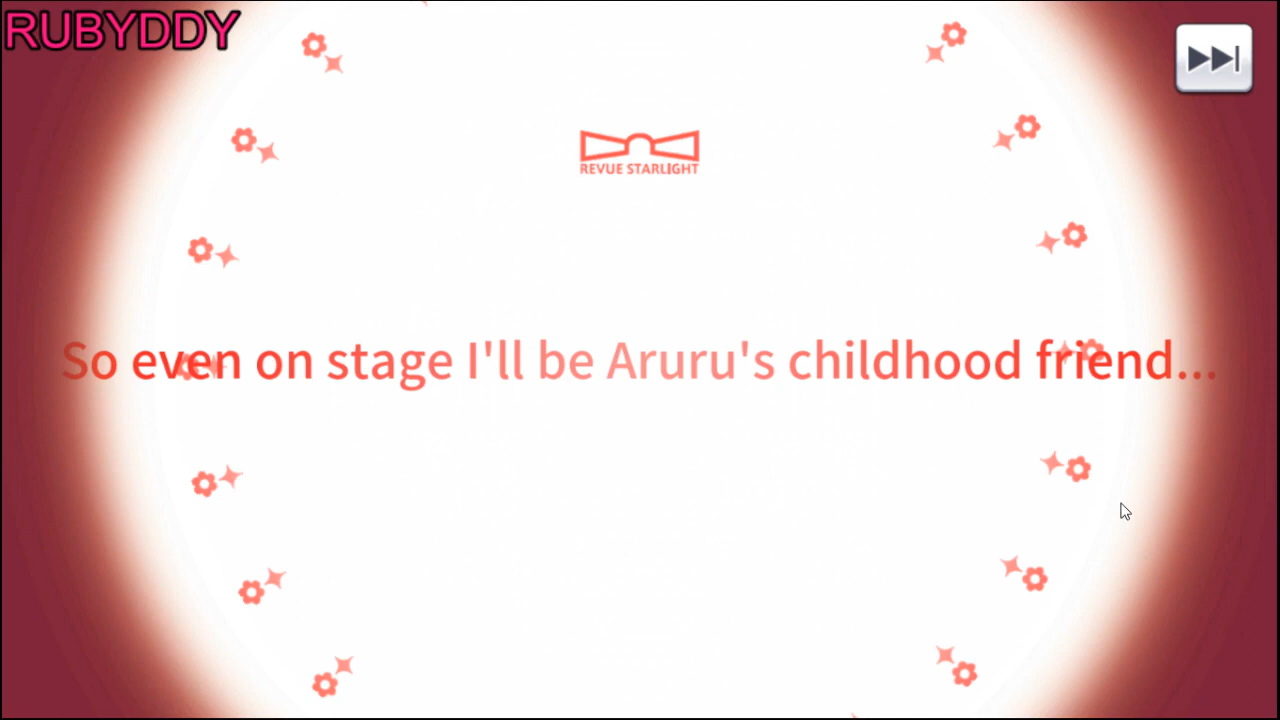 RUBYDDY
REVUE STARLIGHT
So even on stage I'll be Aruru's childhood friend...